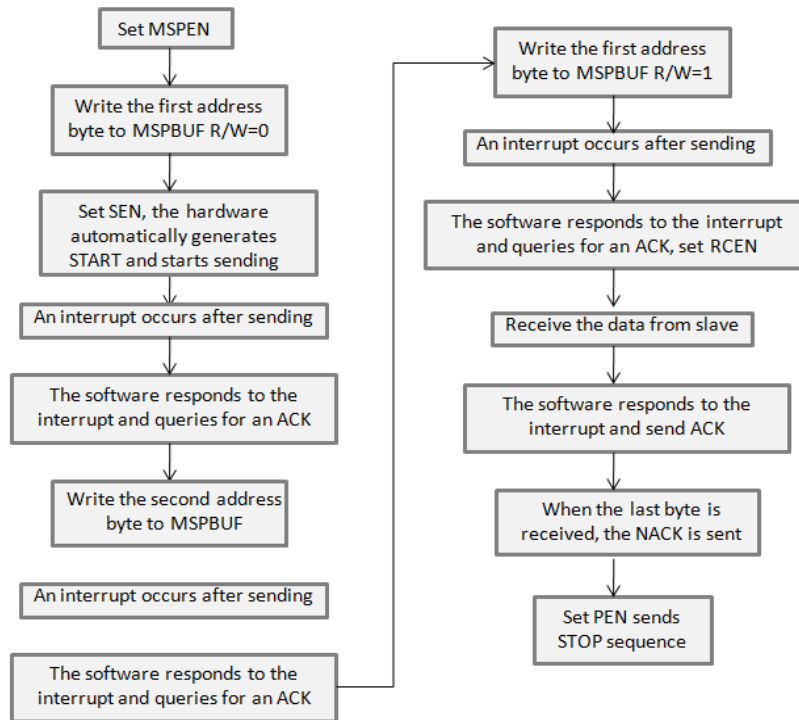 Set MSPEN
Write the first address
byte to MSPBUF R/W=0
Set SEN, the hardware
automatically generates
START and starts sending
An interrupt occurs after sending
The software responds to the
interrupt and queries for an ACK
Write the second address
byte to MSPBUF
An interrupt occurs after sending
The software responds to the
interrupt and queries for an ACK
Write the first address
byte to MSPBUF R/W=1
An interrupt occurs after sending
The software responds to the interrupt
and queries for an ACK, set RCEN
Receive the data from slave
The software responds to the
interrupt and send ACK
When the last byte is
received, the NACK is sent
Set PEN sends
STOP sequence